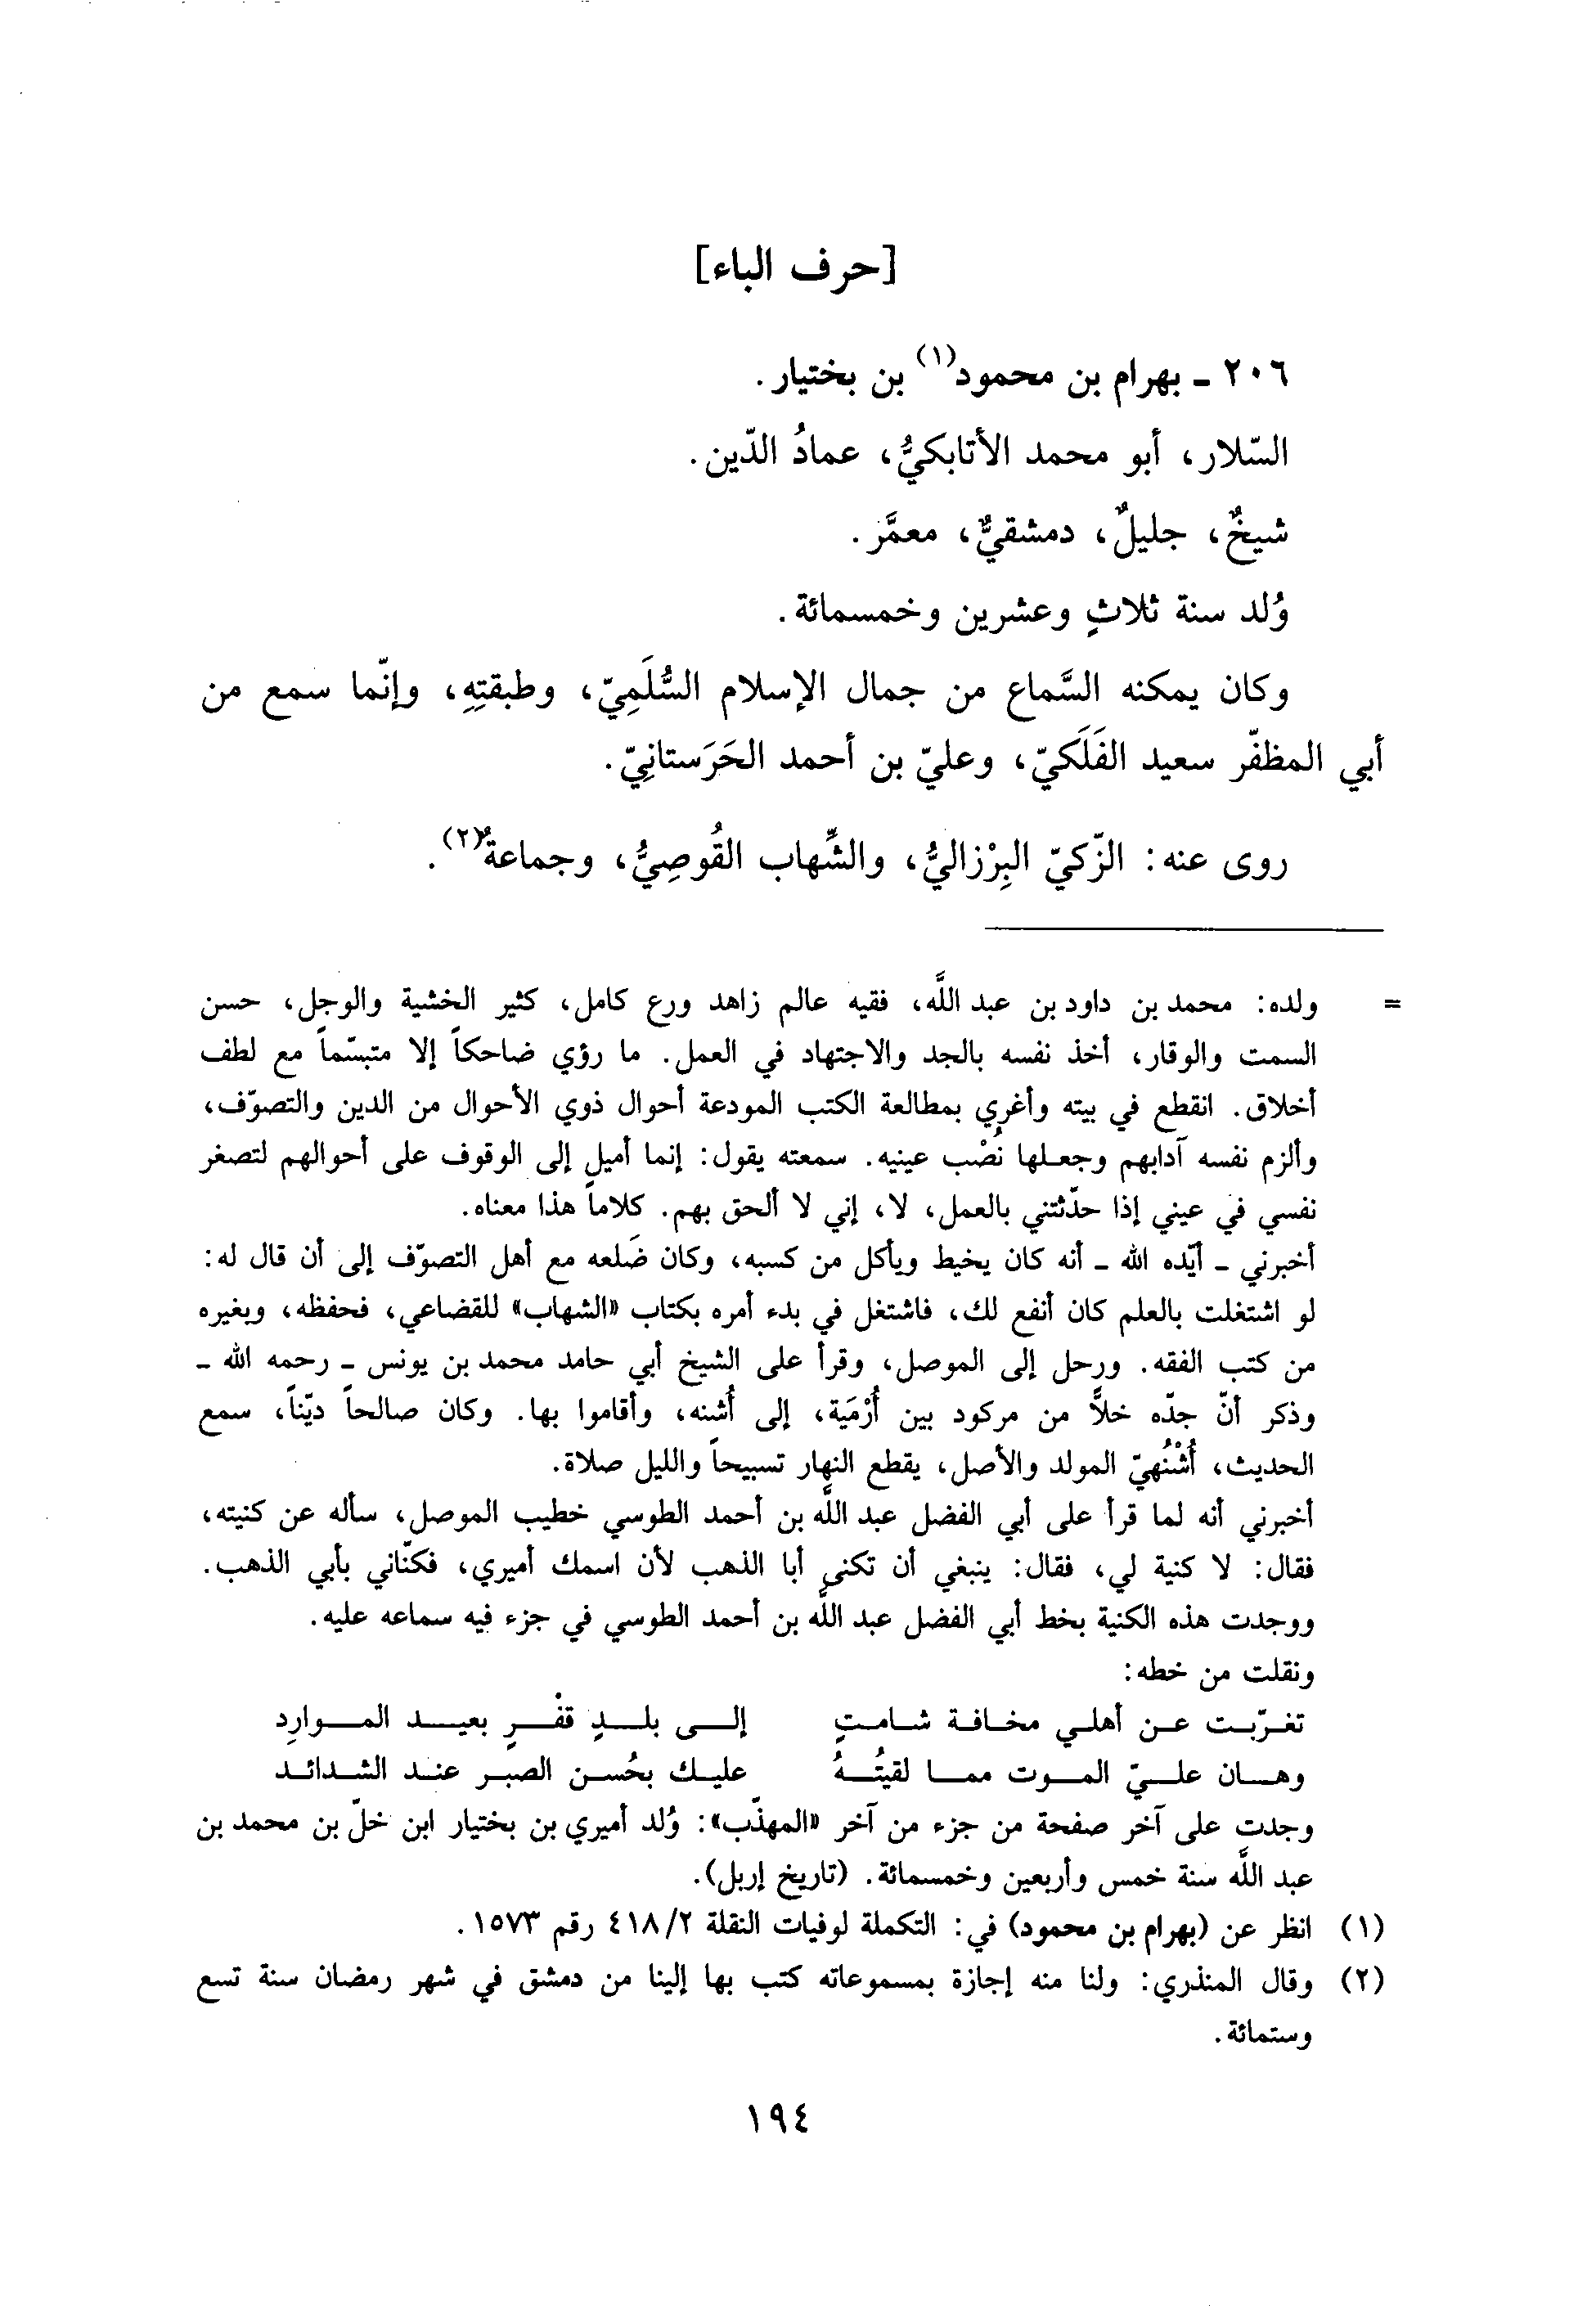 [حرف الباء]
٢٠٦ ـ بهرام بن محمود(١) بن بختيار.
السّلار، أبو محمد الأتابكيُّ، عمادُ الدّين.
شيخٌ، جليلٌ، دمشقيٌّ، معمَّر.
وُلد سنة ثلاثٍ وعشرين وخمسمائة.
وكان يمكنه السَّماع من جمال الإسلام السُّلَمِيّ، وطبقتِهِ، وإنّما سمع من
أبي المظفّر سعيد الفَلَكيّ، وعليّ بن أحمد الحَرَستانِيّ.
روى عنه: الزّكيّ البِرْزاليُّ، والشِّهاب القُوصِيُّ، وجماعةٌ(٢).
= ولده: محمد بن داود بن عبد اللَّه، فقيه عالم زاهد ورع كامل، كثير الخشية والوجل، حسن
السمت والوقار، أخذ نفسه بالجد والاجتهاد في العمل. ما رؤي ضاحكاً إلا متبسّماً مع لطف
أخلاق. انقطع في بيته وأغري بمطالعة الكتب المودعة أحوال ذوي الأحوال من الدين والتصوّف،
وألزم نفسه آدابهم وجعلها نُصْب عينيه. سمعته يقول: إنما أميل إلى الوقوف على أحوالهم لتصغر
نفسي في عيني إذا حدّثتني بالعمل، لا، إني لا ألحق بهم. كلاماً هذا معناه.
أخبرني ـ أيّده الله ـ أنه كان يخيط ويأكل من كسبه، وكان ضَلعه مع أهل التصوّف إلى أن قال له:
لو اشتغلت بالعلم كان أنفع لك، فاشتغل في بدء أمره بكتاب «الشهاب» للقضاعي، فحفظه، وبغيره
من كتب الفقه. ورحل إلى الموصل، وقرأ على الشيخ أبي حامد محمد بن يونس ـ رحمه الله ـ
وذكر أنّ جدّه خلاًّ من مركود بين أُرْمَية، إلى أُشنه، وأقاموا بها. وكان صالحاً ديّناً، سمع
الحديث، أُشْنُهيّ المولد والأصل، يقطع النهار تسبيحاً والليل صلاة.
أخبرني أنه لما قرأ على أبي الفضل عبد اللَّه بن أحمد الطوسي خطيب الموصل، سأله عن كنيته،
فقال: لا كنية لي، فقال: ينبغي أن تكنى أبا الذهب لأن اسمك أميري، فكنّاني بأبي الذهب.
ووجدت هذه الكنية بخط أبي الفضل عبد اللَّه بن أحمد الطوسي في جزء فيه سماعه عليه.
ونقلت من خطه:
تغرّبت عن أهلي مخافة شامتٍ إلى بلدٍ قفْرٍ بعيد الموارِد
وهان عليّ الموت مما لقيتُهُ عليك بحُسن الصبر عند الشدائد
وجدت على آخر صفحة من جزء من آخر «المهذّب»: وُلد أميري بن بختيار ابن خلّ بن محمد بن
عبد اللَّه سنة خمس وأربعين وخمسمائة. (تاريخ إربل).
(١) انظر عن (بهرام بن محمود) في: التكملة لوفيات النقلة ٤١٨/٢ رقم ١٥٧٣.
(٢) وقال المنذري: ولنا منه إجازة بمسموعاته كتب بها إلينا من دمشق في شهر رمضان سنة تسع
وستمائة.
١٩٤